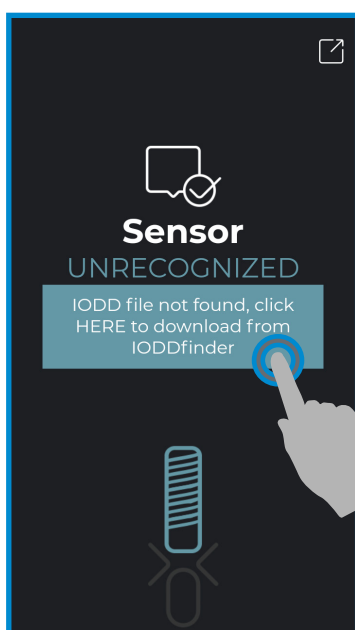 Sensor
UNRECOGNIZED
IODD file not found, click
HERE to download from
IODDfinder